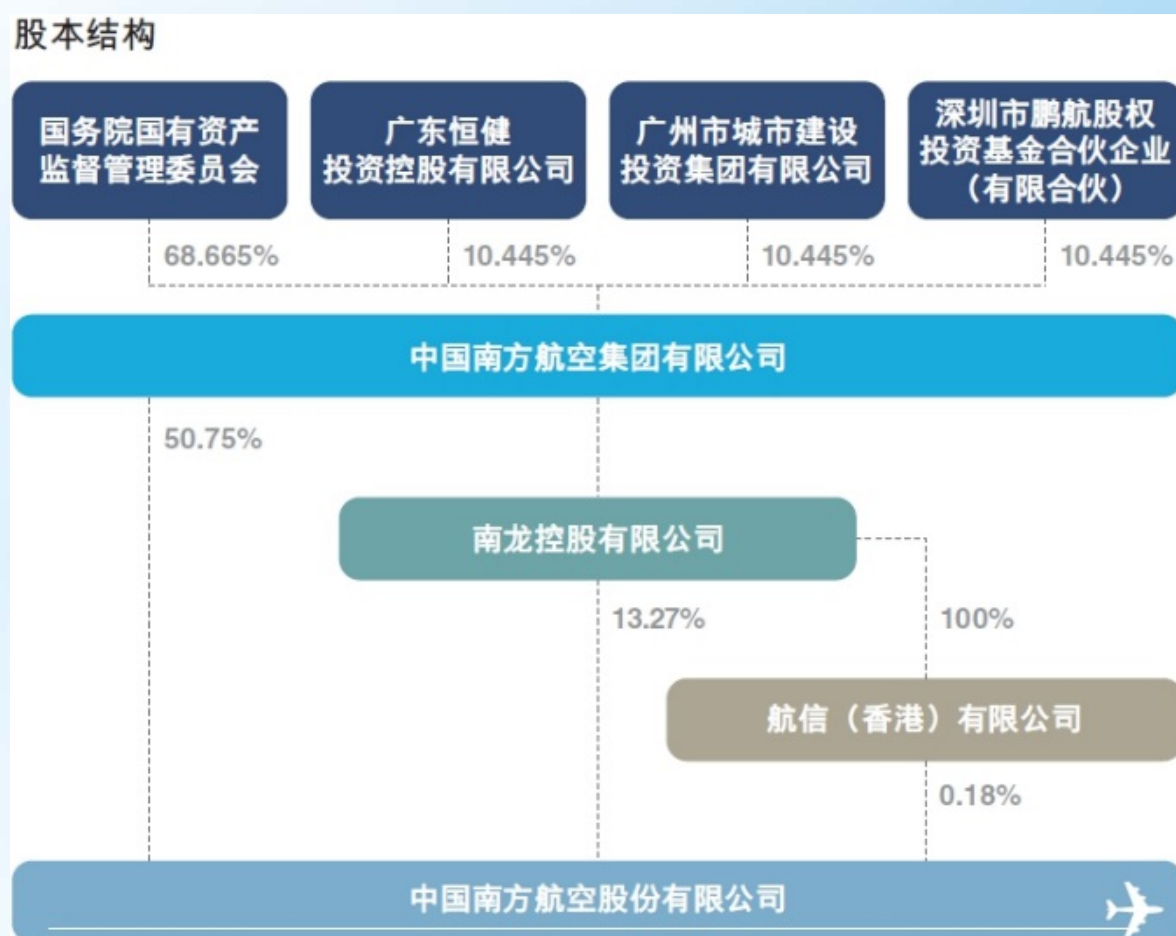 股本结构
国务院国有资产
监督管理委员会
广东恒健
投资控股有限公司
广州市城市建设
投资集团有限公司
深圳市鹏航股权
投资基金合伙企业
（有限合伙）
68.665%
10.445%
10.445%
10.445%
中国南方航空集团有限公司
50.75%
南龙控股有限公司
13.27%
100%
航信（香港）有限公司
0.18%
中国南方航空股份有限公司